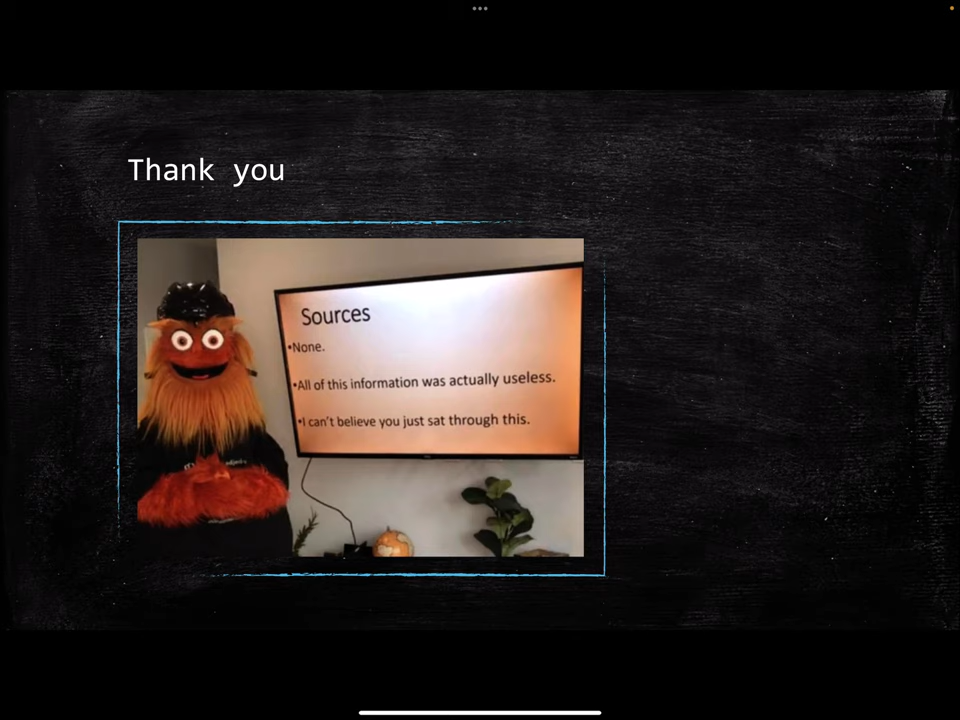 Thank you
Sources
•None.
•All of this information was actually useless.
•I can't believe you just sat through this.